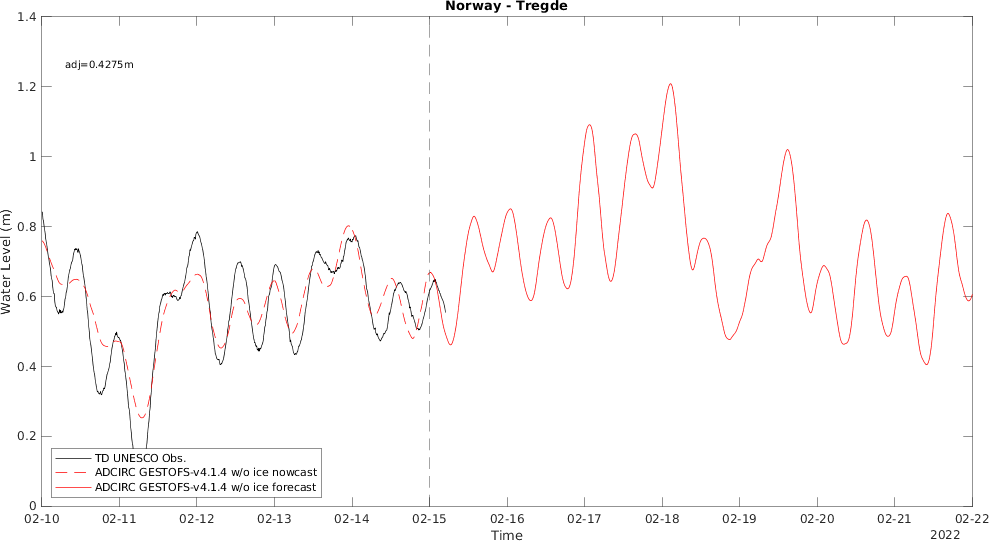 Norway - Tregde
1.4
adj=0.4275m
1.2
1
0.8
Water Level (m)
0.6
0.4
0.2
TD UNESCO Obs.
ADCIRC GESTOFS-v4.1.4 w/o ice nowcast
ADCIRC GESTOFS-v4.1.4 w/o ice forecast
0
02-10 02-11 02-12 02-13 02-14 02-15 02-16 02-17 02-18 02-19 02-20 02-21 02-22
Time
2022